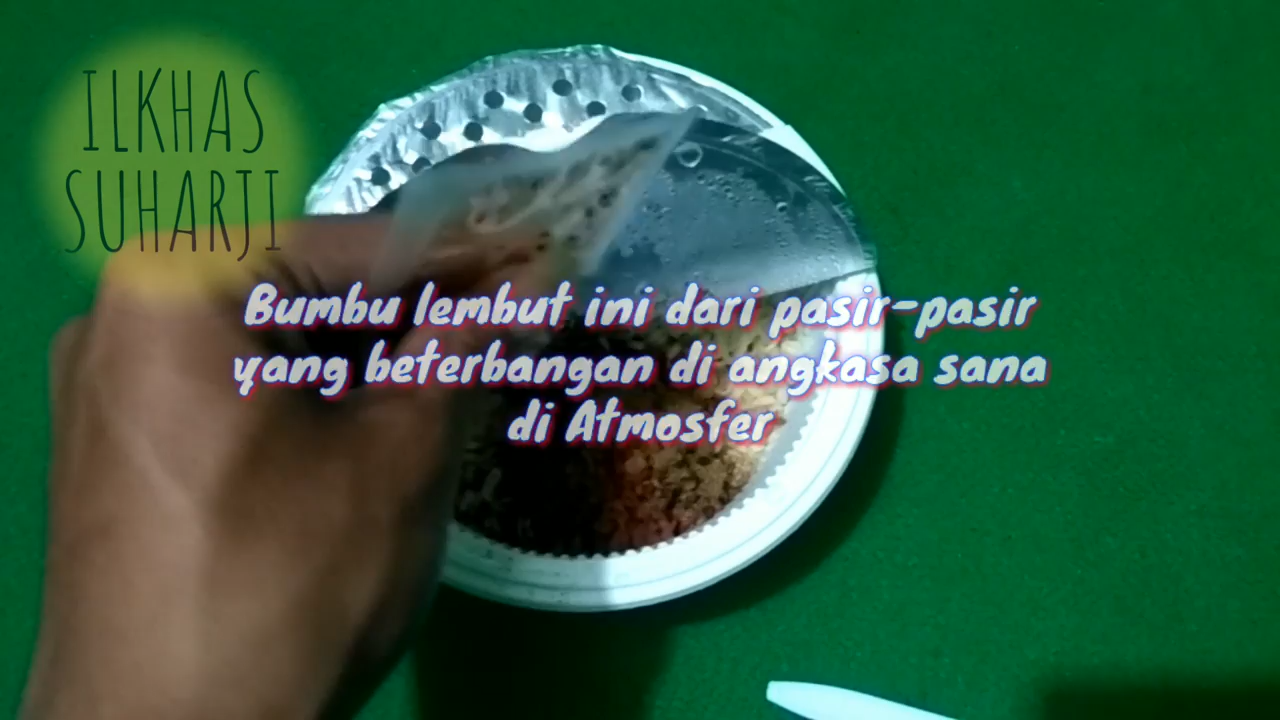 ILKHAS
SUHARJI
Bumbu lembut ini dari pasir-pasir
yang beterbangan di angkasa sana
di Atmosfer